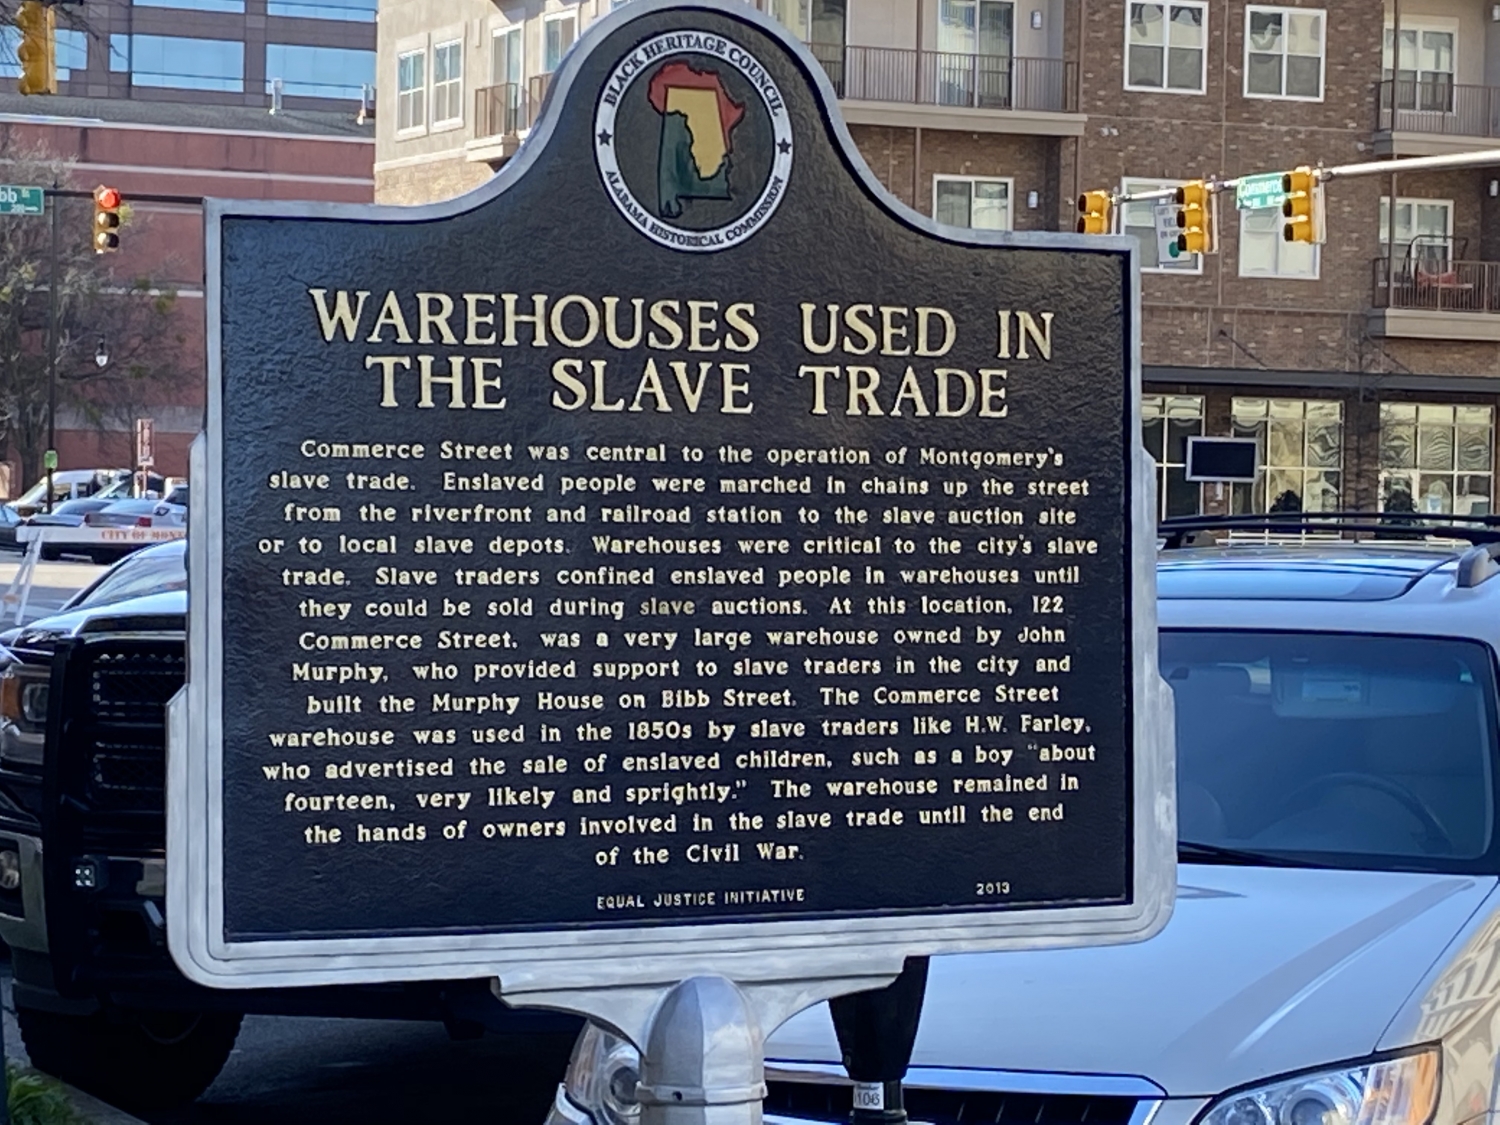 BLACK HERITAGE COUNCIL
ALABAMA HISTORICAL COMMISSION
bb
Commerce
WAREHOUSES USED IN
THE SLAVE TRADE
Commerce Street was central to the operation of Montgomery's
slave trade. Enslaved people were marched in chains up the street
from the riverfront and railroad station to the slave auction site
or to local slave depots. Warehouses were critical to the city's slave
trade. Slave traders confined enslaved people in warehouses until
they could be sold during slave auctions. At this location, 122
Commerce Street, was a very large warehouse owned by John
Murphy, who provided support to slave traders in the city and
built the Murphy House on Bibb Street. The Commerce Street
warehouse was used in the 1850s by slave traders like H.W. Farley,
who advertised the sale of enslaved children, such as a boy "about
fourteen, very likely and sprightly." The warehouse remained in
the hands of owners involved in the slave trade until the end
of the Civil War.
EQUAL JUSTICE INITIATIVE 2013
CITY OF MON
106